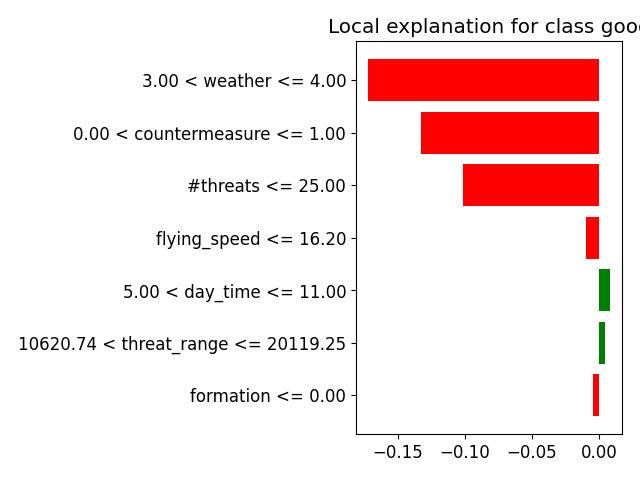 Local explanation for class good
3.00 < weather <= 4.00
0.00 < countermeasure <= 1.00
#threats <= 25.00
flying_speed <= 16.20
5.00 < day_time <= 11.00
10620.74 < threat_range <= 20119.25
formation <= 0.00
−0.15 −0.10 −0.05 0.00